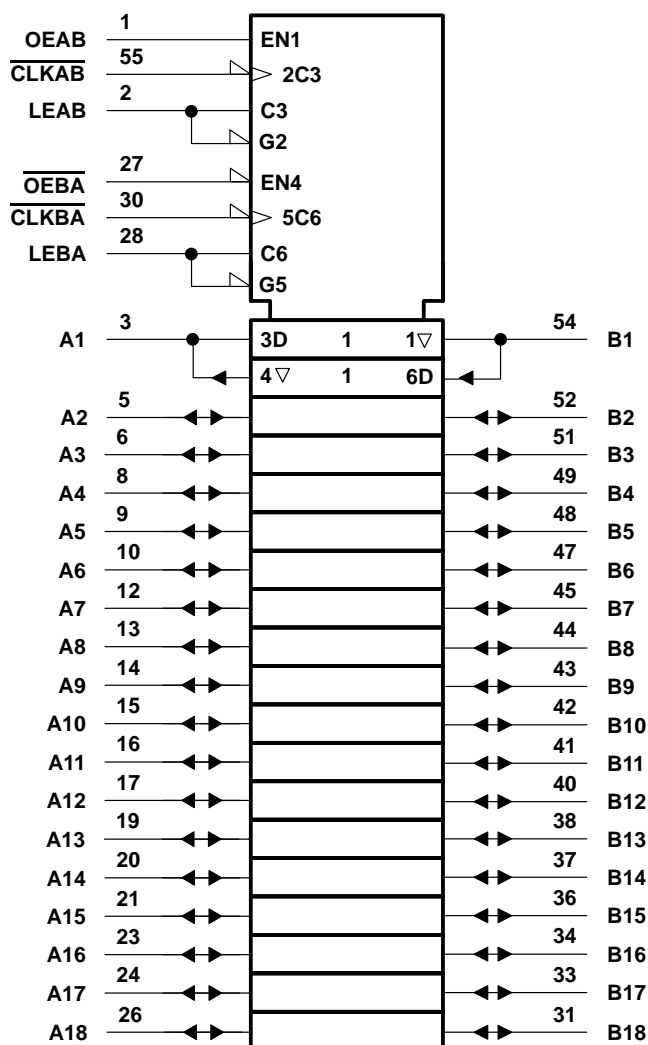 1
OEAB EN1
55
CLKAB 2C3
2
LEAB C3
G2
27
OEBA EN4
30
CLKBA 5C6
28
LEBA C6
G5
3 54
A1 3D 1 1▽ B1
4▽ 1 6D
5 52
A2 B2
6 51
A3 B3
8 49
A4 B4
9 48
A5 B5
10 47
A6 B6
12 45
A7 B7
13 44
A8 B8
14 43
A9 B9
15 42
A10 B10
16 41
A11 B11
17 40
A12 B12
19 38
A13 B13
20 37
A14 B14
21 36
A15 B15
23 34
A16 B16
24 33
A17 B17
26 31
A18 B18